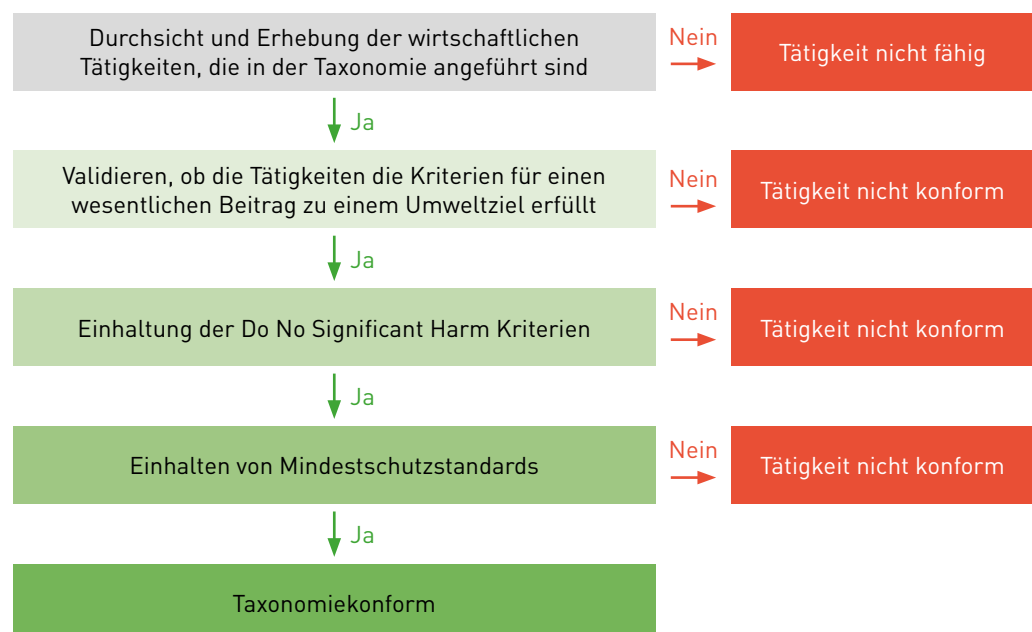 Durchsicht und Erhebung der wirtschaftlichen
Tätigkeiten, die in der Taxonomie angeführt sind
Nein
Tätigkeit nicht fähig
Ja
Validieren, ob die Tätigkeiten die Kriterien für einen
wesentlichen Beitrag zu einem Umweltziel erfüllt
Nein
Tätigkeit nicht konform
Ja
Einhaltung der Do No Significant Harm Kriterien
Nein
Tätigkeit nicht konform
Ja
Einhalten von Mindestschutzstandards
Nein
Tätigkeit nicht konform
Ja
Taxonomiekonform